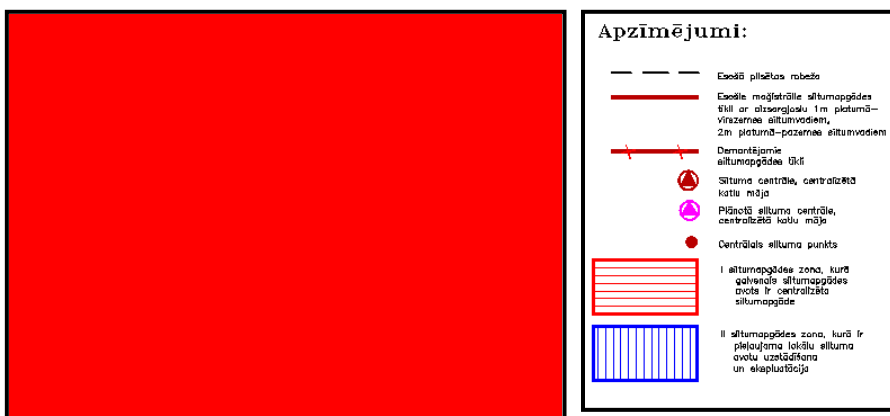 Apzīmējumi:
Esošā pilsētas robeža
Esošie maģistrālie siltumapgādes
tīkli ar aizsargjoslu 1m platumā-
virszemes siltumvadiem,
2m platumā-pazemes siltumvadiem
Demontējamie
siltumapgādes tīkli
Siltuma centrāle, centralizētā
katlu māja
Plānotā siltuma centrāle,
centralizētā katlu māja
Centrālais siltuma punkts
I siltumapgādes zona, kurā
galvenais siltumapgādes
avots ir centralizēta
siltumapgāde
II siltumapgādes zona, kurā ir
pieļaujama lokālu siltuma
avotu uzstādīšana
un ekspluatācija